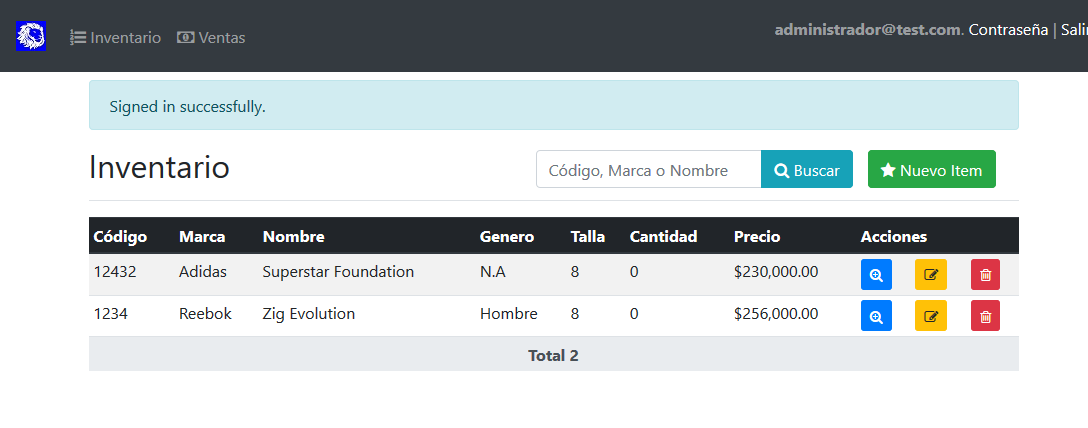 Inventario Ventas administrador@test.com. Contraseña | Salir
Signed in successfully.
Inventario Código, Marca o Nombre Buscar Nuevo Item
Código Marca Nombre Genero Talla Cantidad Precio Acciones
12432 Adidas Superstar Foundation N.A 8 0 $230,000.00
1234 Reebok Zig Evolution Hombre 8 0 $256,000.00
Total 2